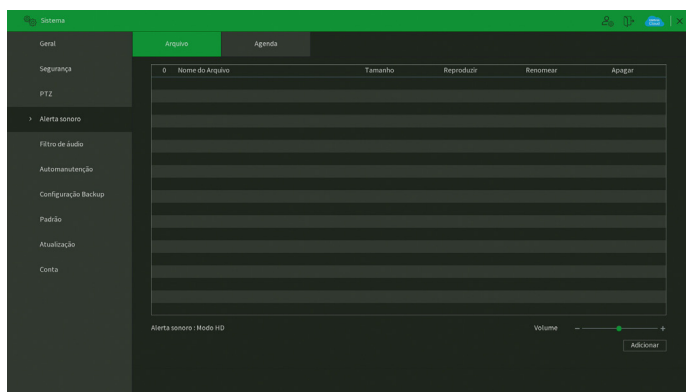 Sistema
Geral
Arquivo
Agenda
Segurança
0 Nome do Arquivo Tamanho Reproduzir Renomear Apagar
PTZ
> Alerta sonoro
Filtro de áudio
Automanutenção
Configuração Backup
Padrão
Atualização
Conta
Alerta sonoro : Modo HD
Volume - +
Adicionar